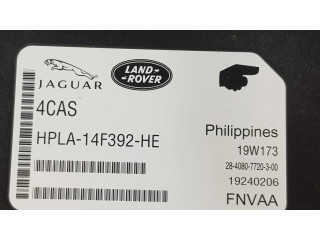 JAGUAR
LAND-
ROVER
4CAS
HPLA-14F392-HE
Philippines
19W173
28-4080-7720-3-00
19240206
FNVAA